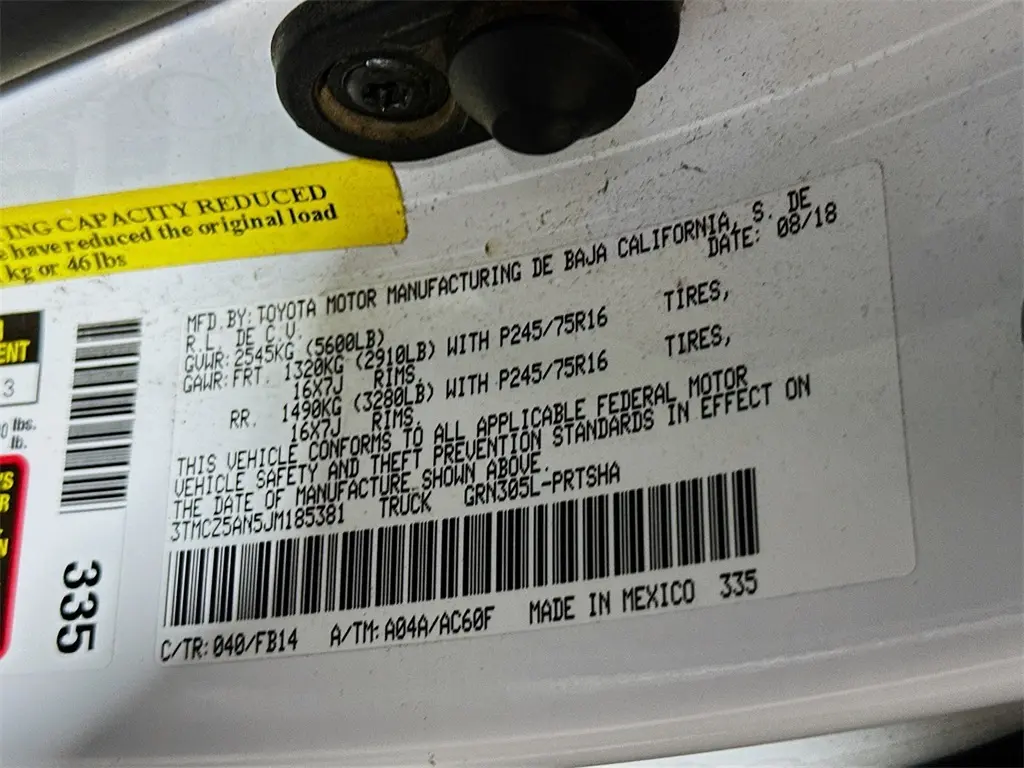 ING CAPACITY REDUCED
have reduced the original load
kg or 46 lbs
3
lbs.
lb.
335
MFD.BY: TOYOTA MOTOR MANUFACTURING DE BAJA CALIFORNIA, S. DE
R.L. DE C.V. DATE: 08/18
GVWR: 2545KG (5600LB)
GAWR: FRT. 1320KG (2910LB) WITH P245/75R16 TIRES,
16X7J RIMS,
RR. 1490KG (3280LB) WITH P245/75R16 TIRES,
16X7J RIMS.
THIS VEHICLE CONFORMS TO ALL APPLICABLE FEDERAL MOTOR
VEHICLE SAFETY AND THEFT PREVENTION STANDARDS IN EFFECT ON
THE DATE OF MANUFACTURE SHOWN ABOVE.
3TMCZ5AN5JM185381 TRUCK GRN305L-PRTSHA
C/TR: 040/FB14 A/TM: A04A/AC60F MADE IN MEXICO 335